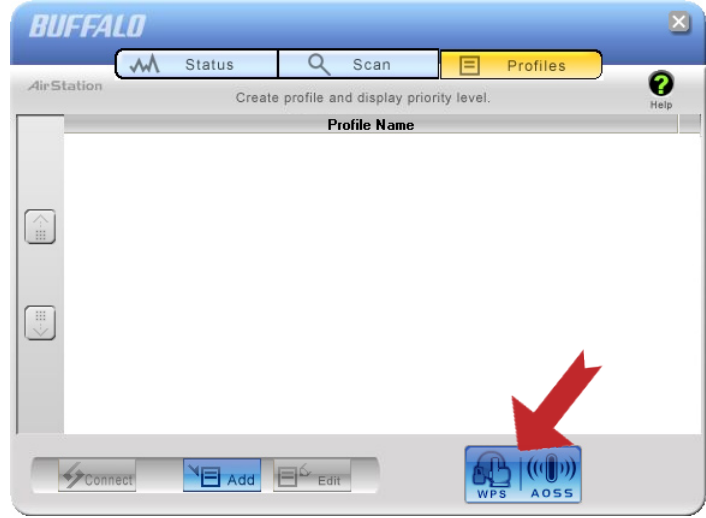 BUFFALO
Status Scan Profiles
AirStation
Create profile and display priority level.
Help
Profile Name
Connect Add Edit
WPS AOSS